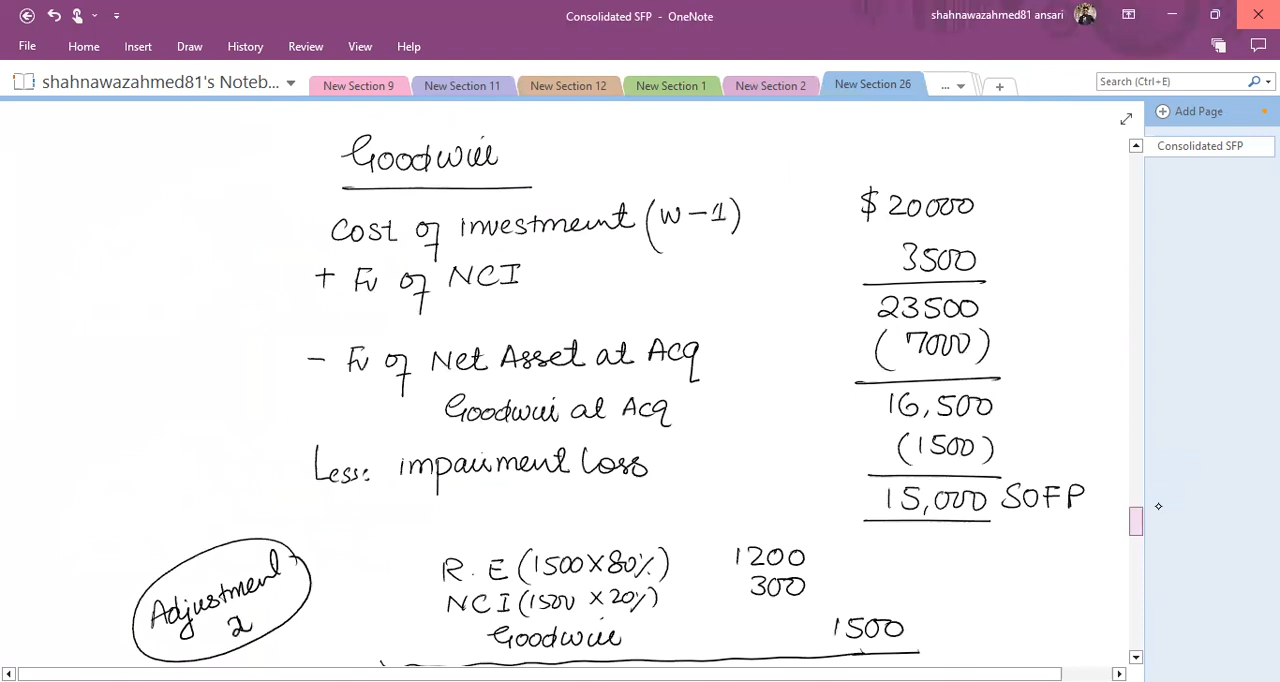 Consolidated SFP - OneNote
shahnawazahmed81 ansari
File Home Insert Draw History Review View Help
shahnawazahmed81's Noteb... New Section 9 New Section 11 New Section 12 New Section 1 New Section 2 New Section 26 ... Search (Ctrl+E)
Add Page
Consolidated SFP
Goodwill
Cost of investment (W-1) $ 20000
+ Fv of NCI 3500
23500
- Fv of Net Asset at Acq (7000)
Goodwill at Acq 16,500
Less: impairment Loss (1500)
15,000 SOFP
Adjustment
2
R.E (1500 X 80%) 1200
NCI (1500 X 20%) 300
Goodwill 1500